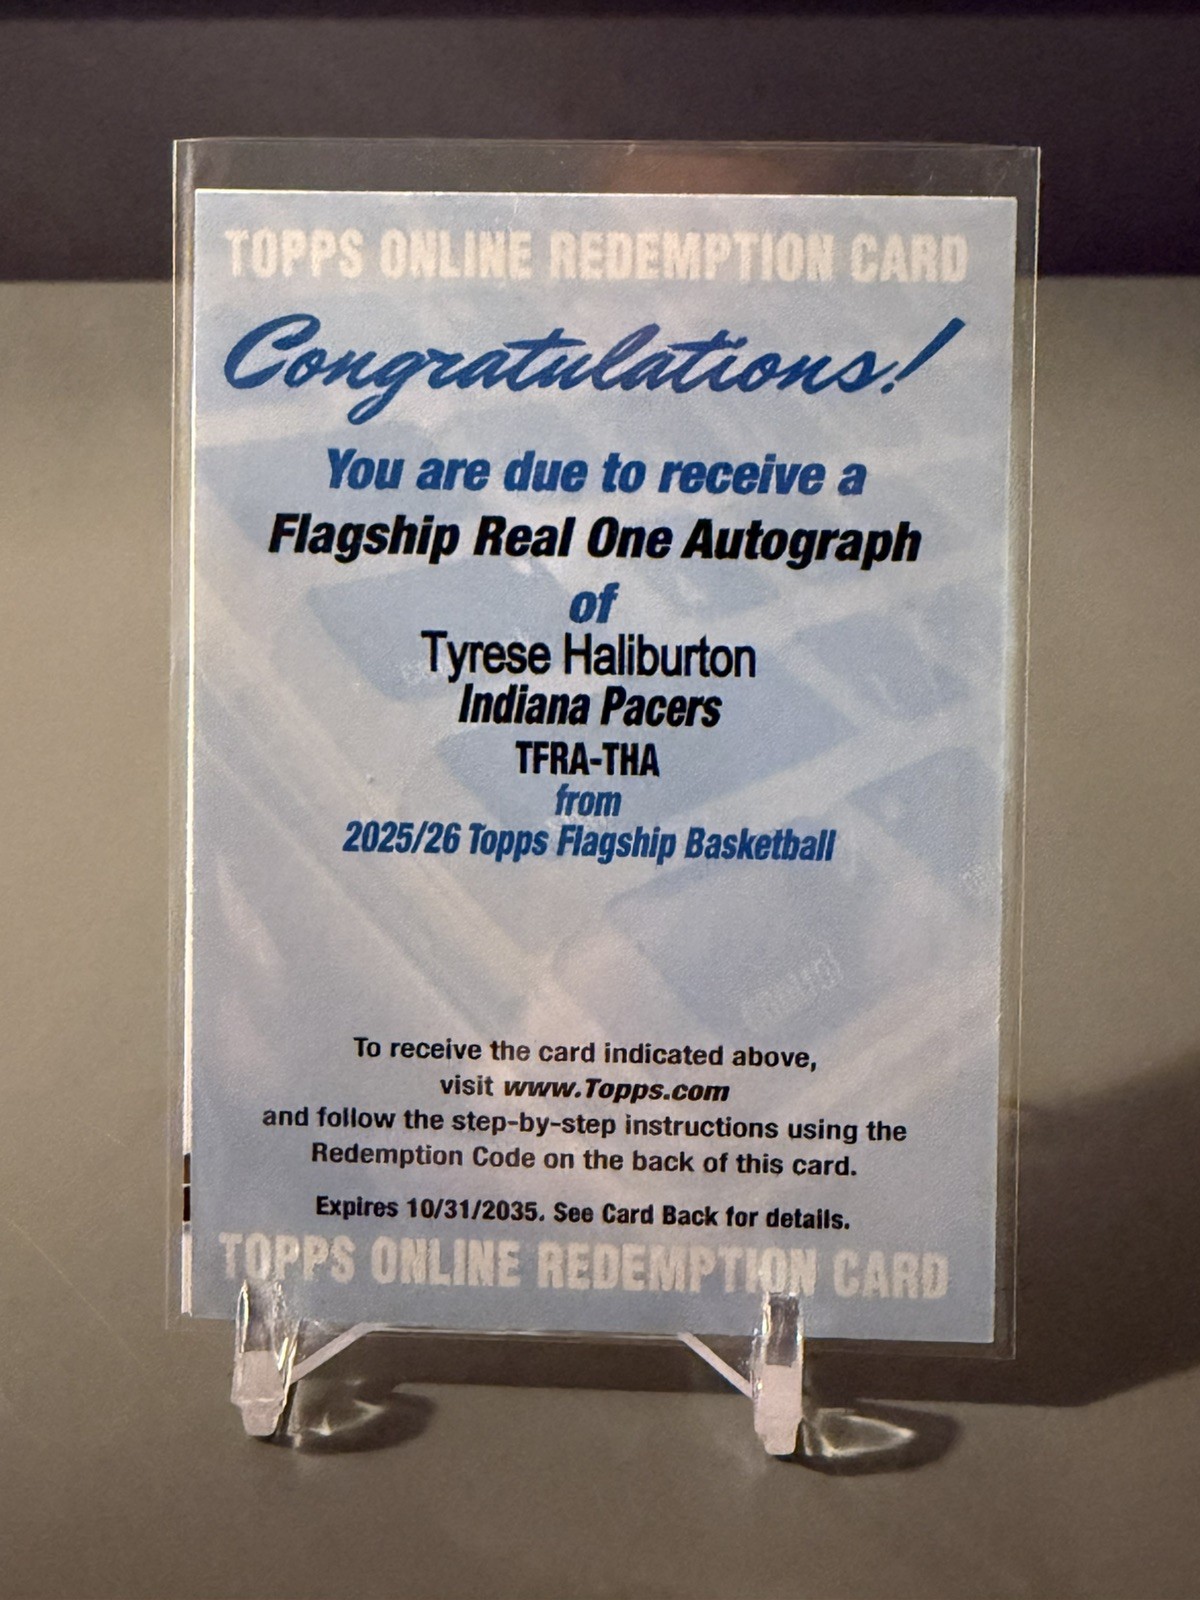 TOPPS ONLINE REDEMPTION CARD
Congratulations!
You are due to receive a
Flagship Real One Autograph
of
Tyrese Haliburton
Indiana Pacers
TFRA-THA
from
2025/26 Topps Flagship Basketball
To receive the card indicated above,
visit www.Topps.com
and follow the step-by-step instructions using the
Redemption Code on the back of this card.
Expires 10/31/2035. See Card Back for details.
TOPPS ONLINE REDEMPTION CARD